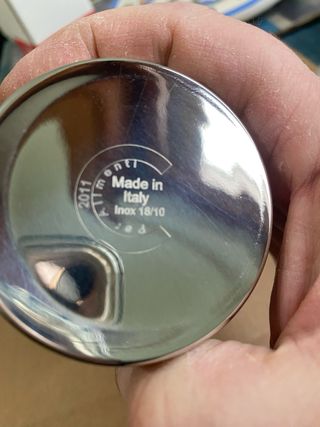 Made in
Italy
Inox 18/10
per alimenti
2011